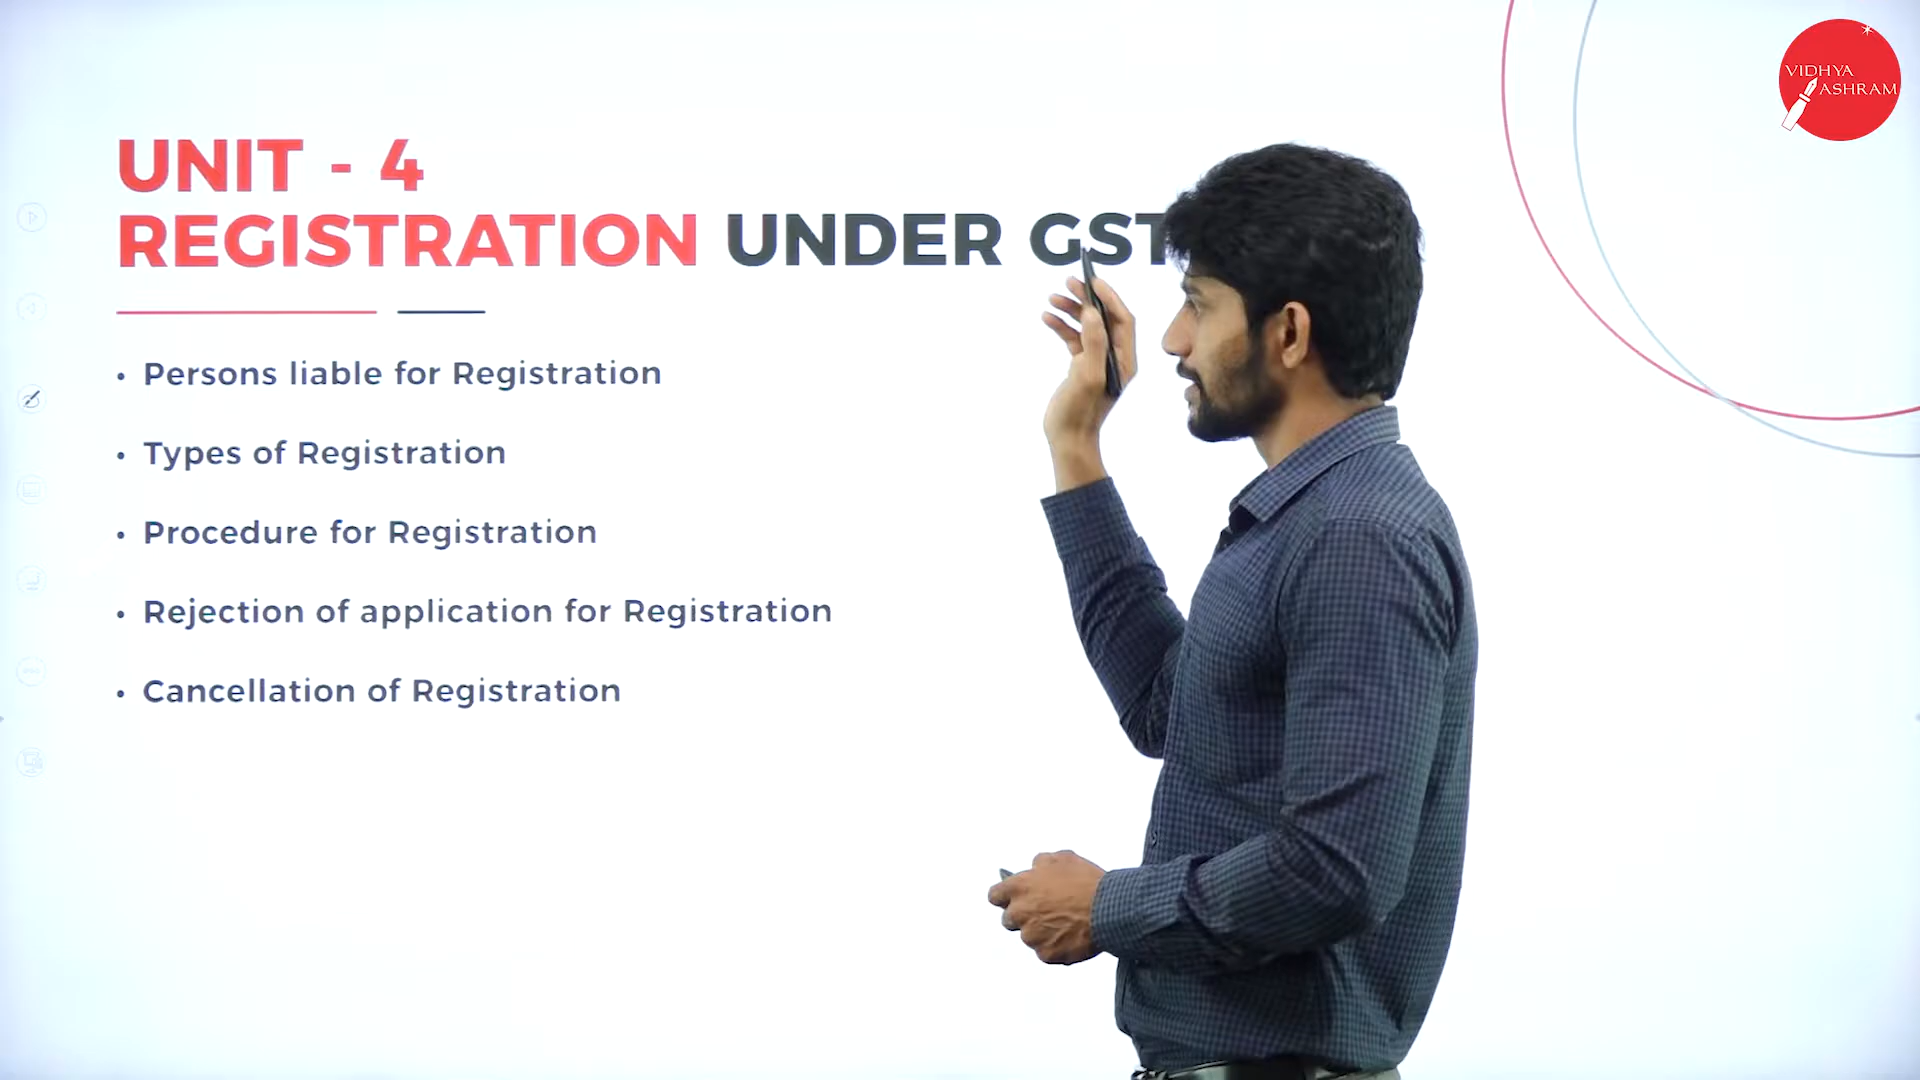 VIDHYA
ASHRAM
UNIT - 4
REGISTRATION UNDER GST
• Persons liable for Registration
• Types of Registration
• Procedure for Registration
• Rejection of application for Registration
• Cancellation of Registration